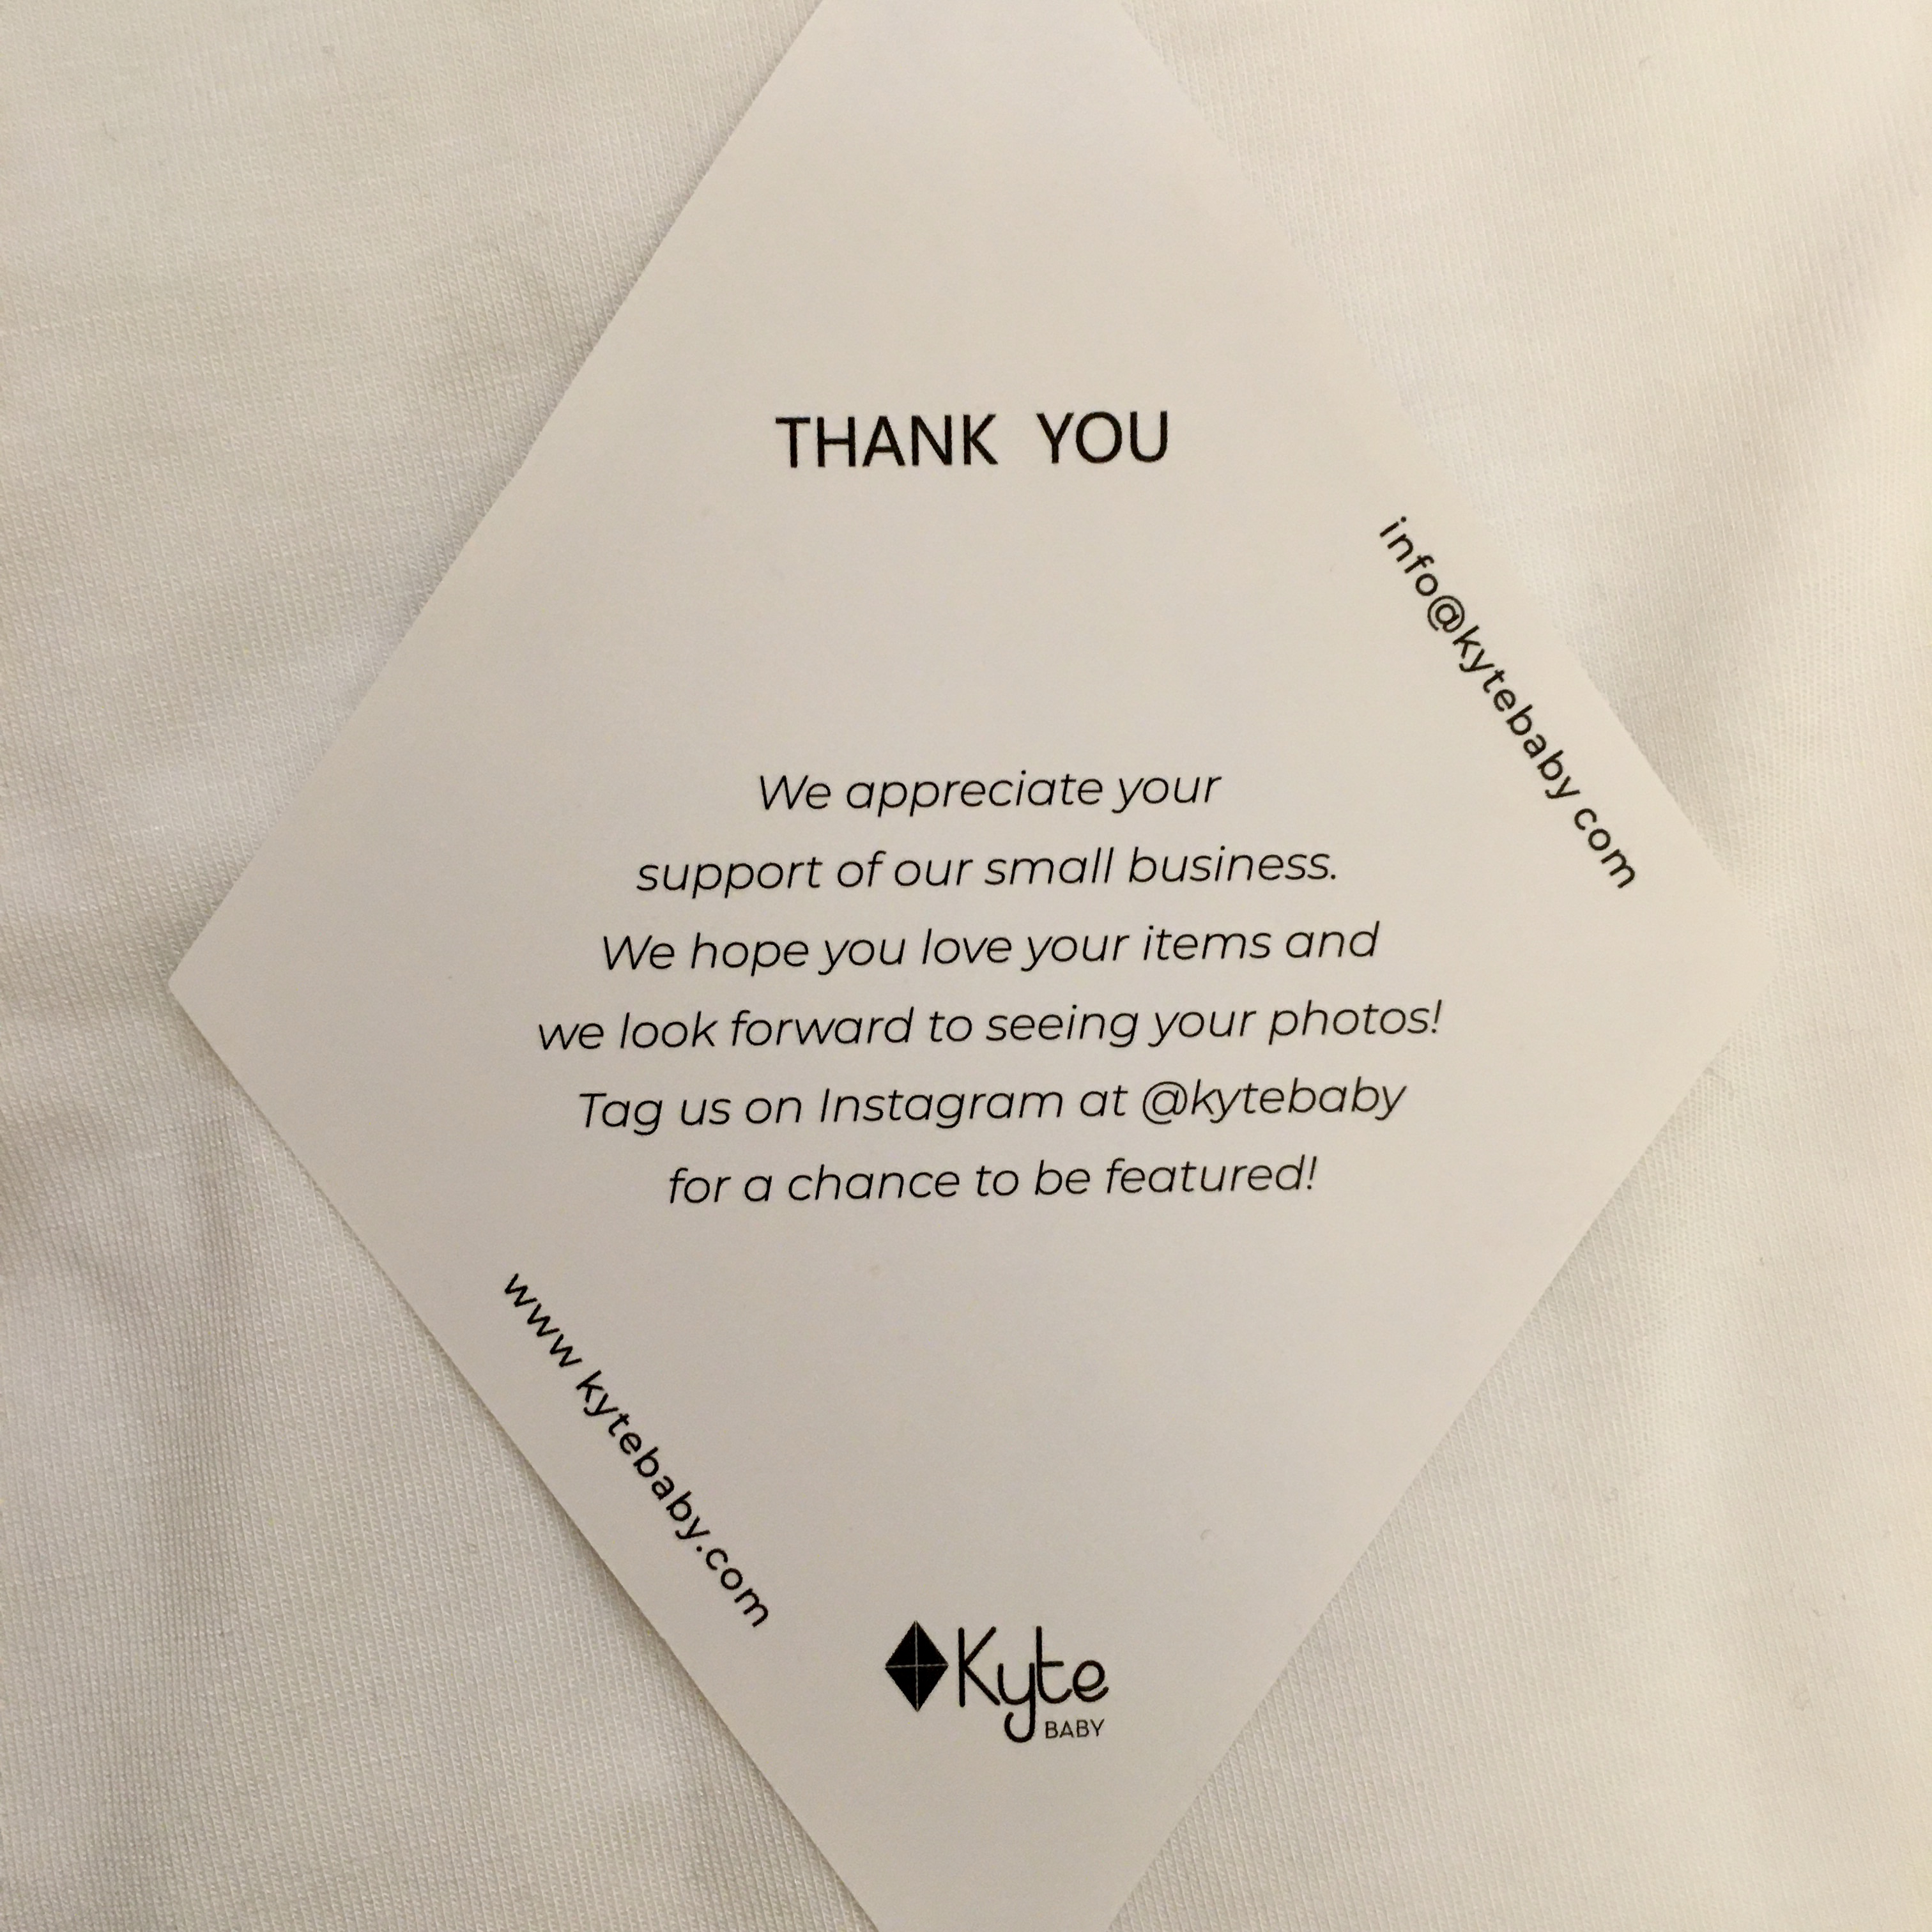 THANK YOU
info@kytebaby com
We appreciate your
support of our small business.
We hope you love your items and
we look forward to seeing your photos!
Tag us on Instagram at @kytebaby
for a chance to be featured!
www kytebaby.com
Kyte
BABY